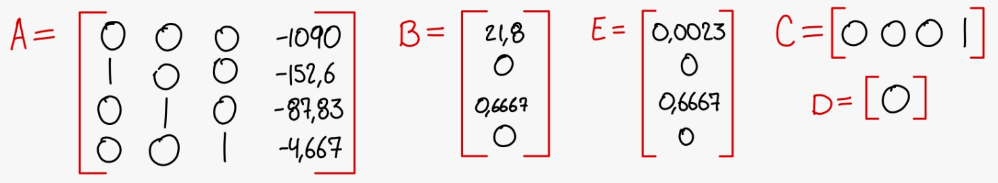 A= [ 0 0 0 -1090 B= [ 21,8 E= [ 0,0023 C= [ 0 0 0 1 ]
1 0 0 -152,6 0 0
0 1 0 -87,83 0,6667 0,6667 D= [ 0 ]
0 0 1 -4,667 ] 0 ] 0 ]